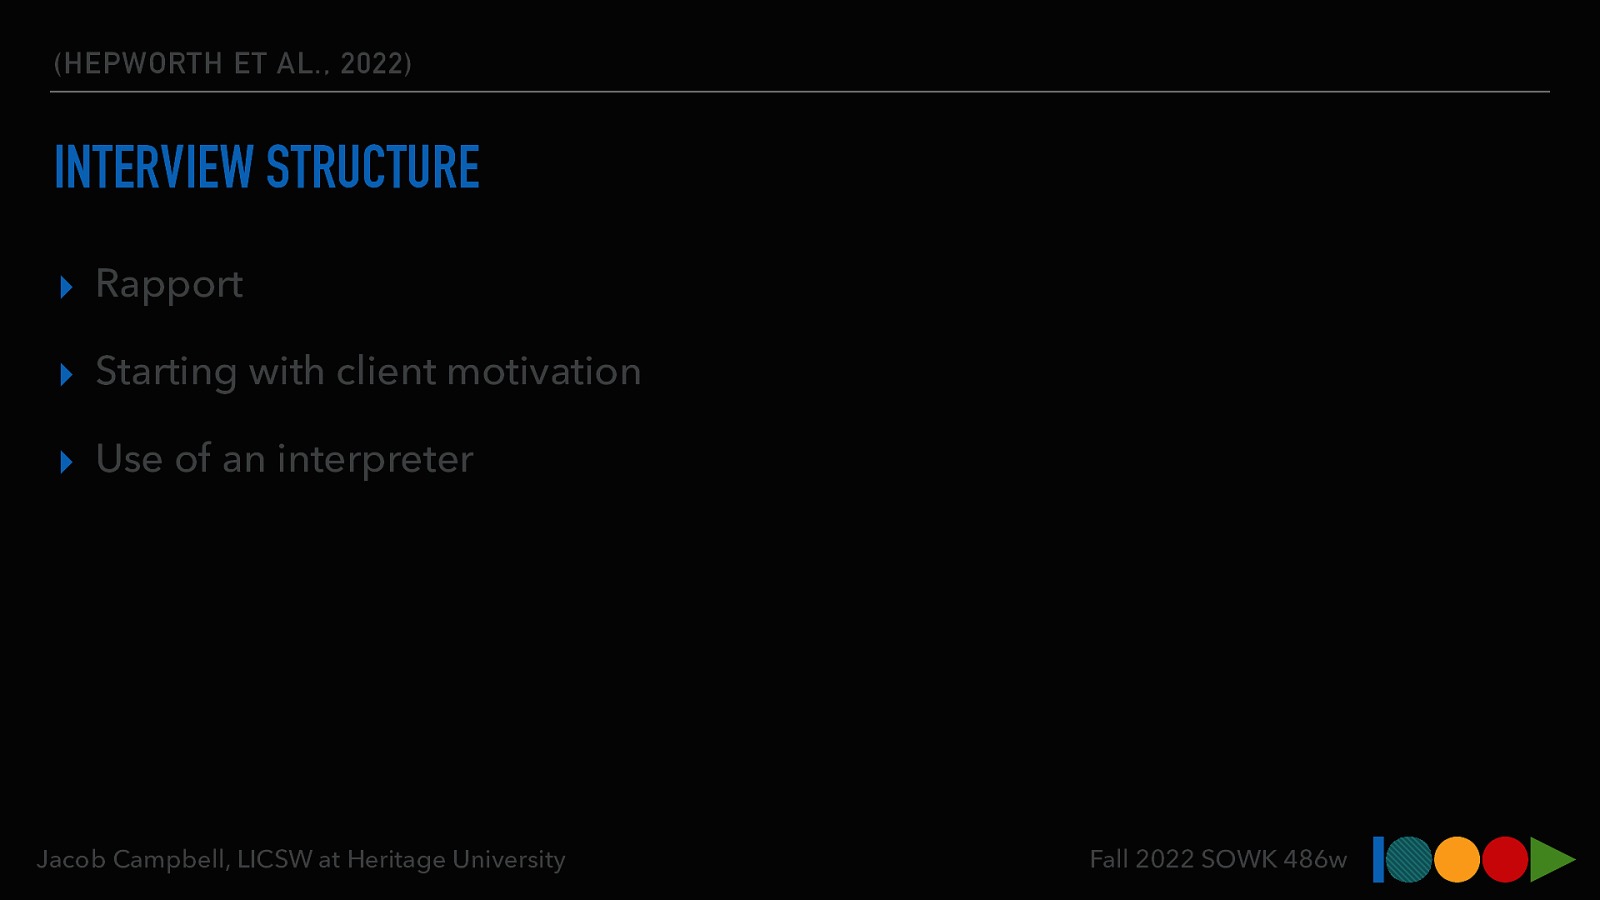 (HEPWORTH ET AL., 2022)
INTERVIEW STRUCTURE
Rapport
Starting with client motivation
Use of an interpreter
Jacob Campbell, LICSW at Heritage University
Fall 2022 SOWK 486w